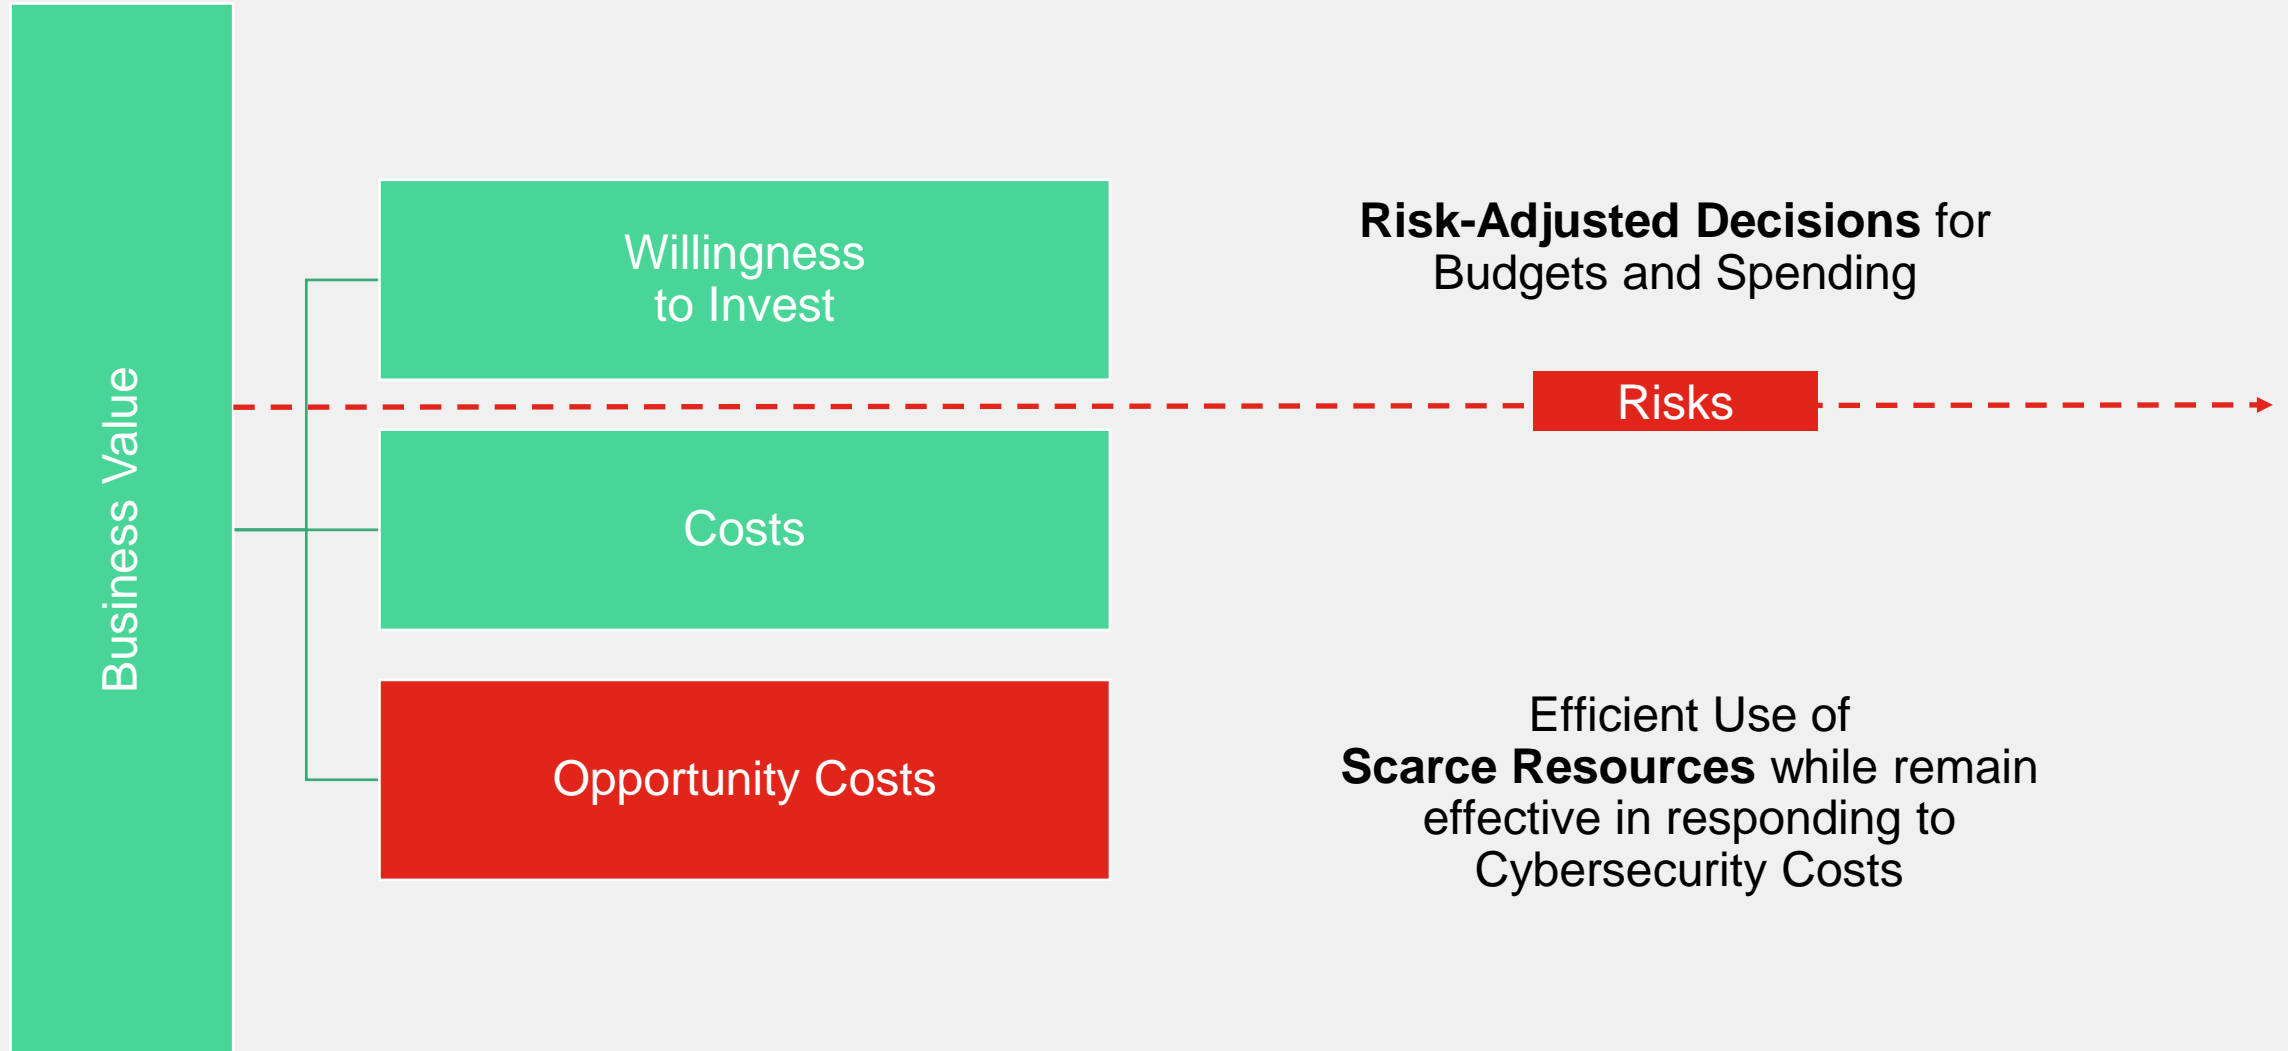 Business Value
Willingness
to Invest
Risk-Adjusted Decisions for
Budgets and Spending
Risks
Costs
Opportunity Costs
Efficient Use of
Scarce Resources while remain
effective in responding to
Cybersecurity Costs